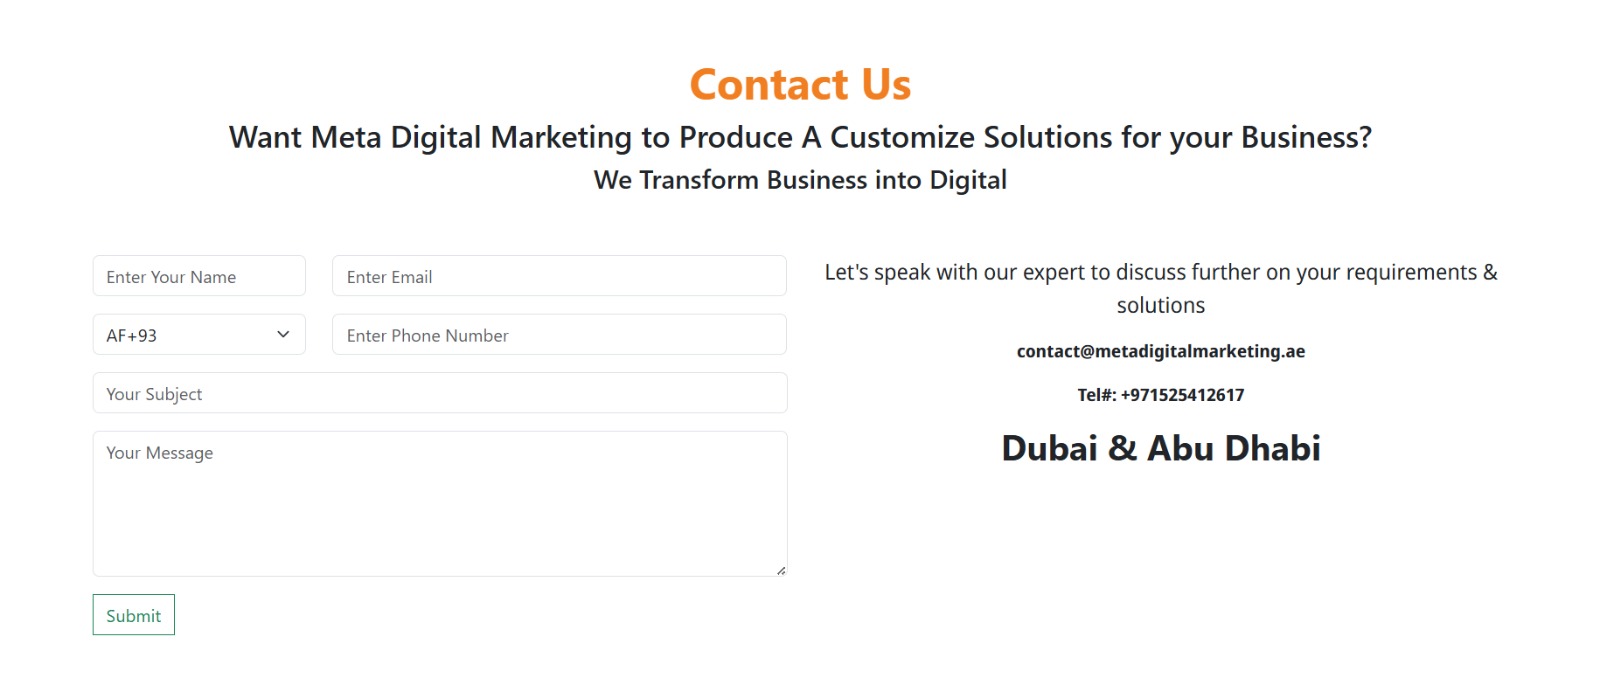 Contact Us
Want Meta Digital Marketing to Produce A Customize Solutions for your Business?
We Transform Business into Digital
Enter Your Name
Enter Email
AF+93
Enter Phone Number
Your Subject
Your Message
Submit
Let's speak with our expert to discuss further on your requirements &
solutions
contact@metadigitalmarketing.ae
Tel#: +971525412617
Dubai & Abu Dhabi